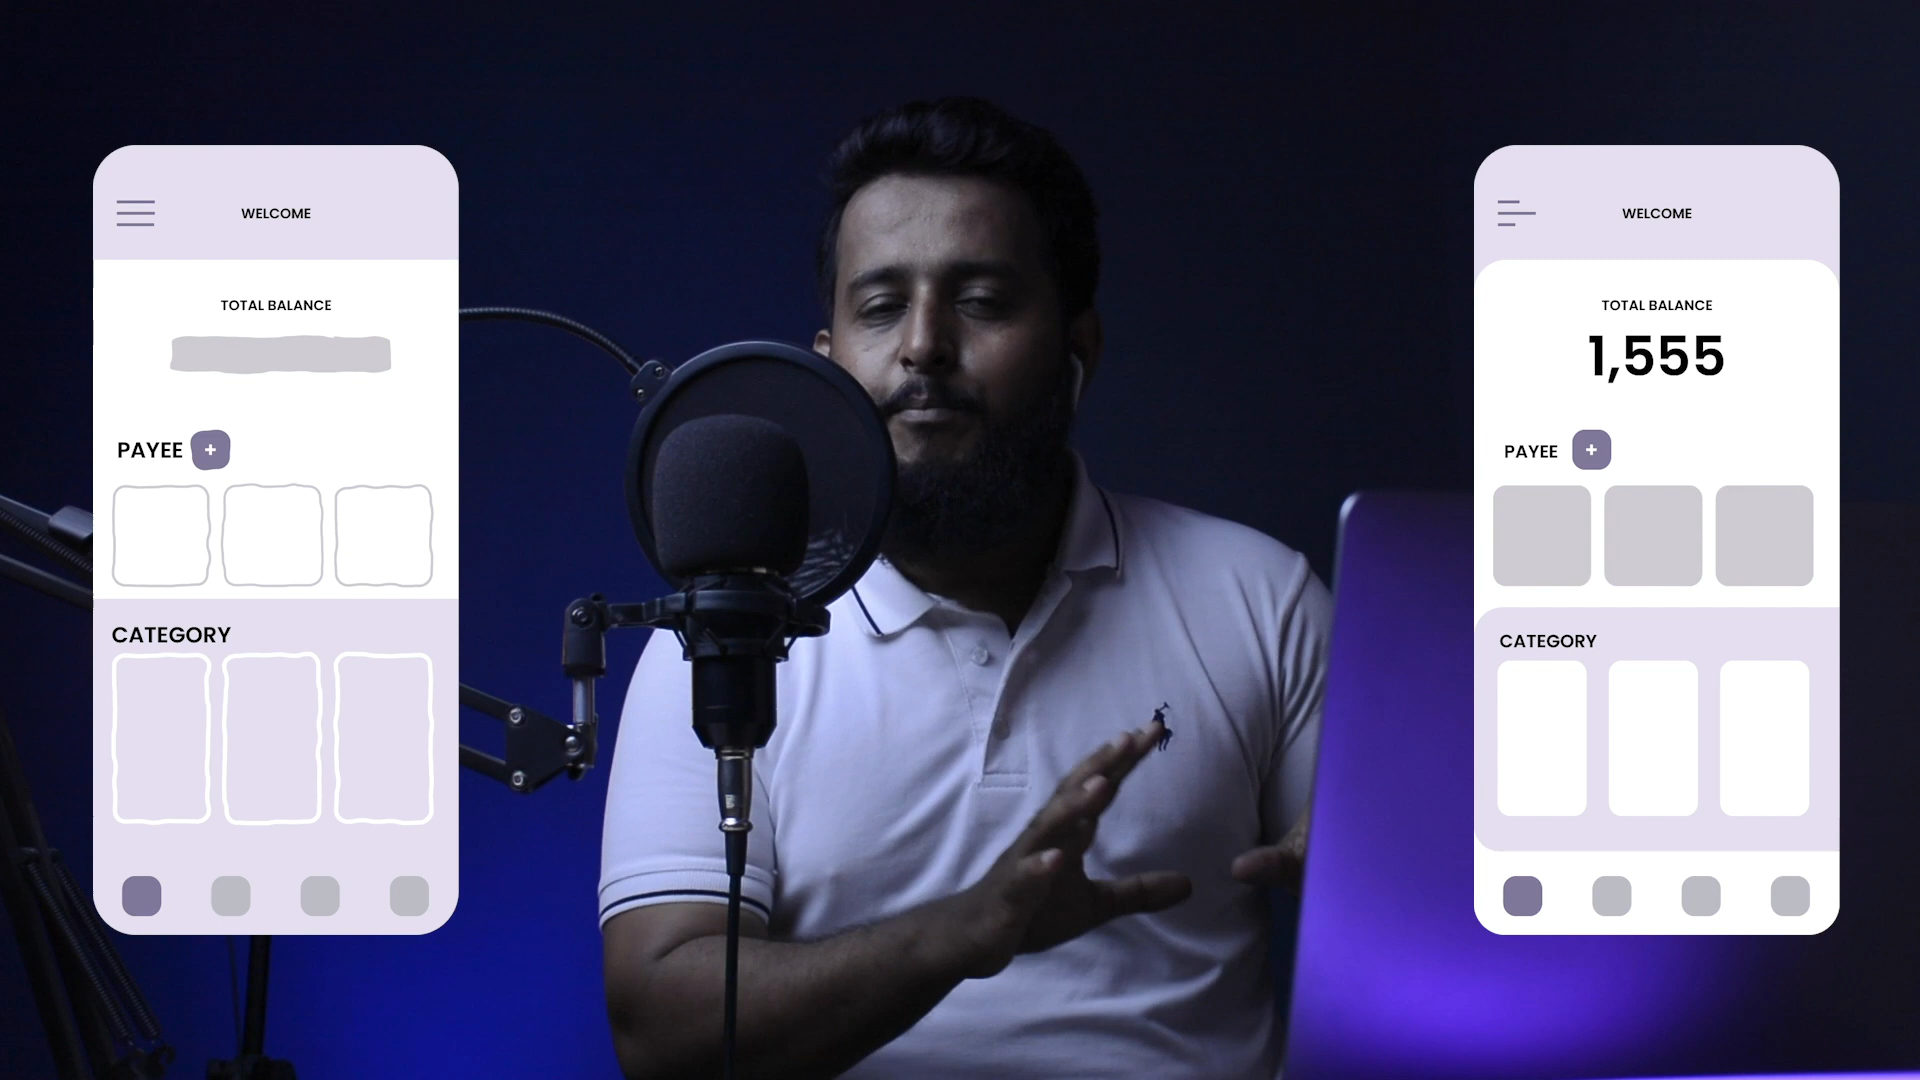 WELCOME
TOTAL BALANCE
PAYEE +
CATEGORY
WELCOME
TOTAL BALANCE
1,555
PAYEE +
CATEGORY